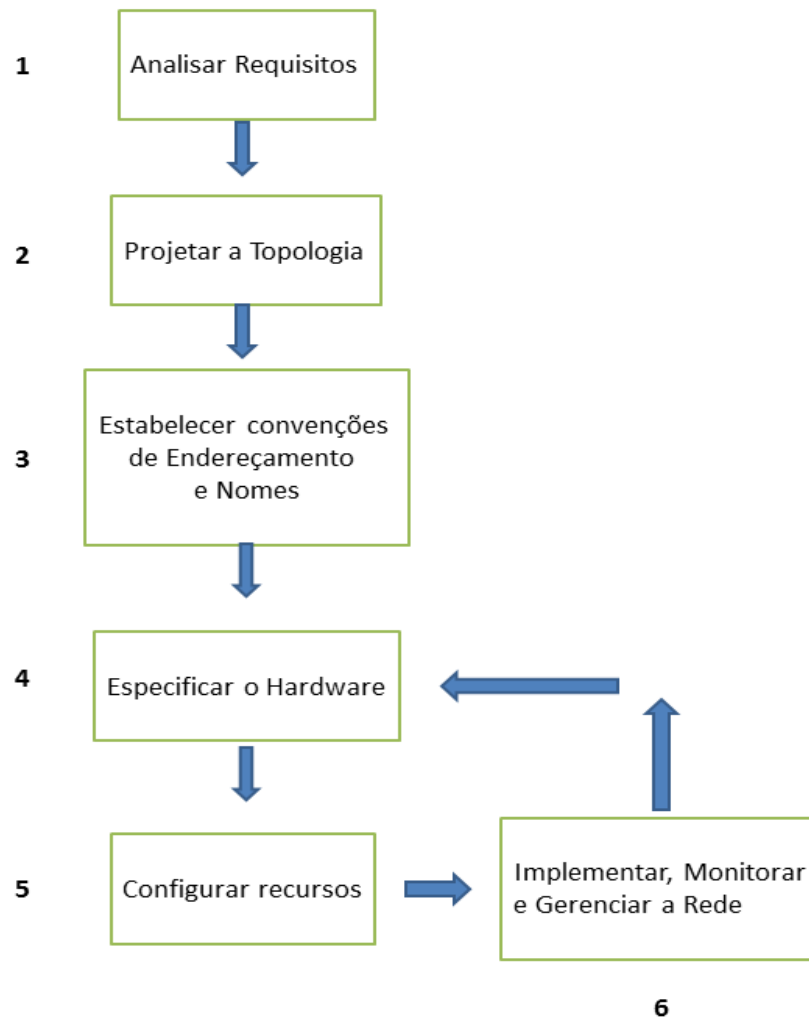 1
Analisar Requisitos
2
Projetar a Topologia
3
Estabelecer convenções
de Endereçamento
e Nomes
4
Especificar o Hardware
5
Configurar recursos
Implementar, Monitorar
e Gerenciar a Rede
6